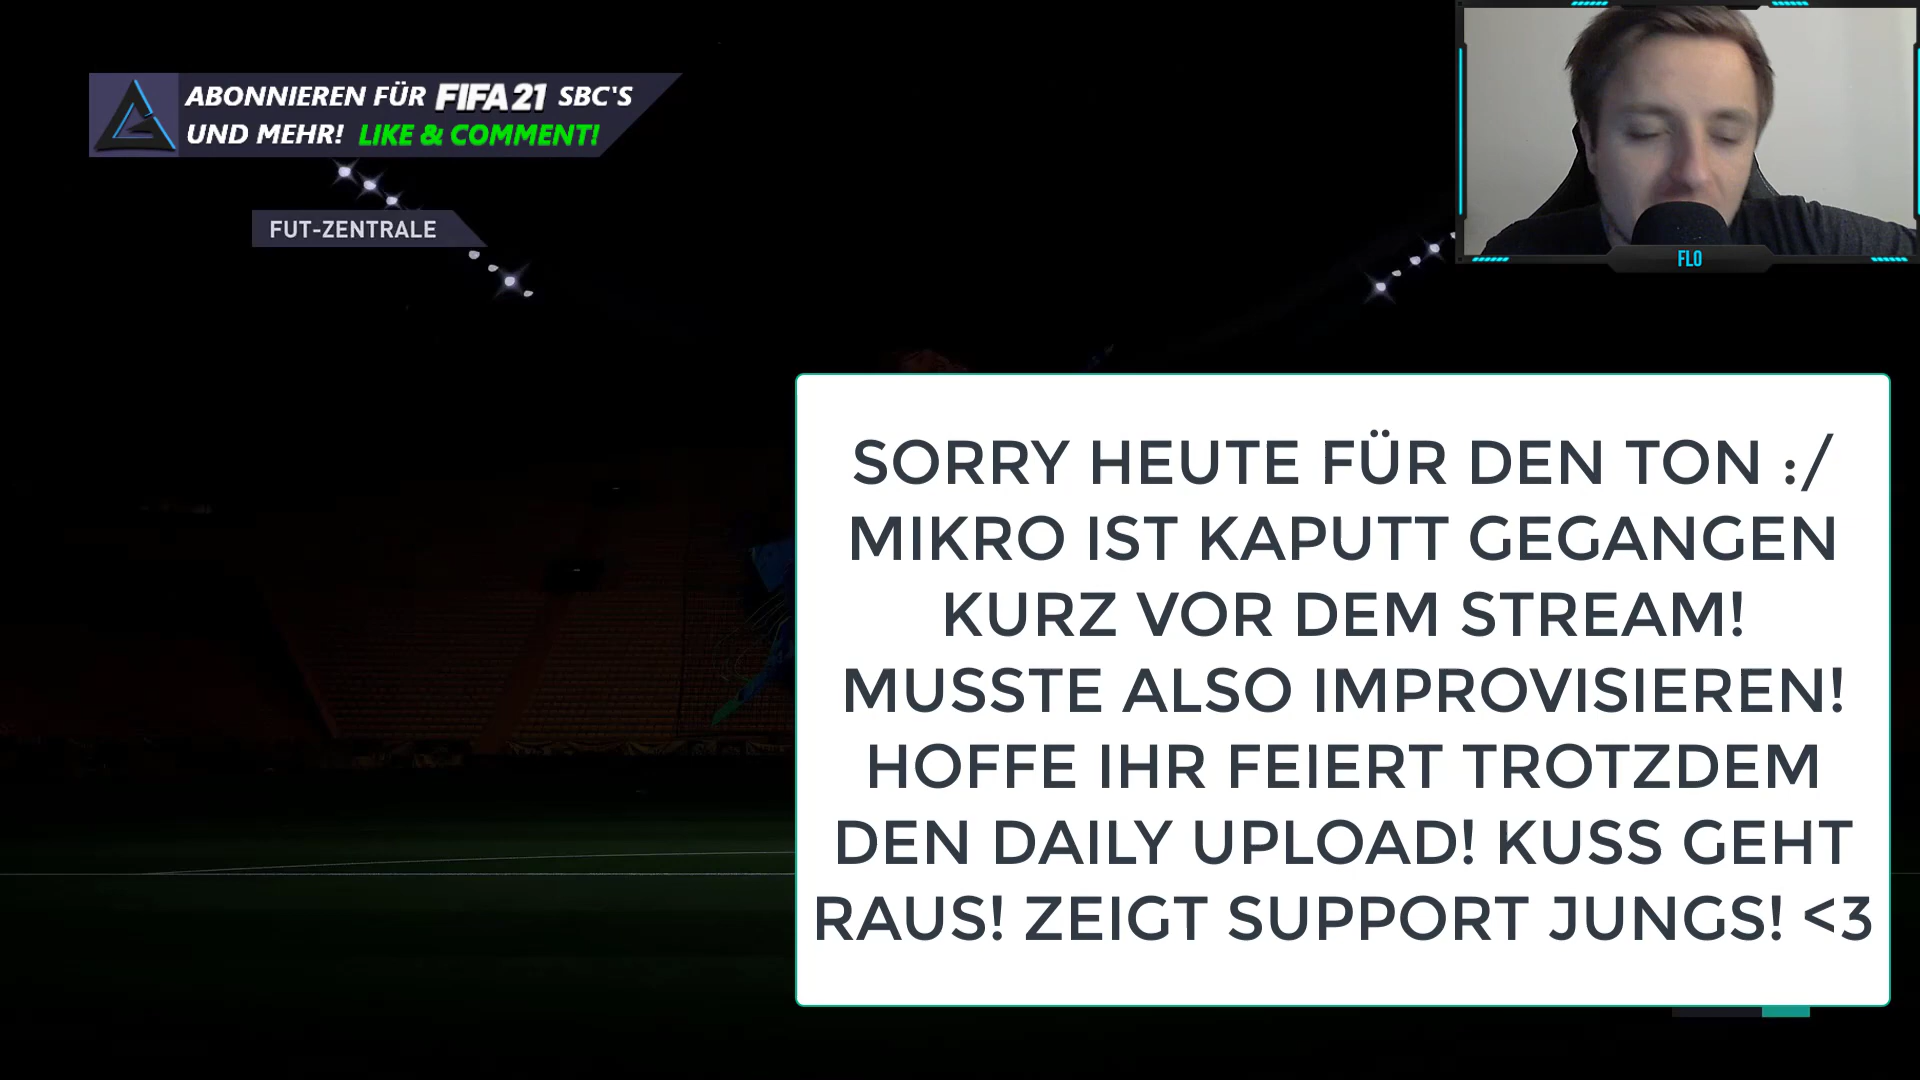 ABONNIEREN FÜR FIFA 21 SBC'S
UND MEHR! LIKE & COMMENT!
FUT-ZENTRALE
FLO
SORRY HEUTE FÜR DEN TON :/
MIKRO IST KAPUTT GEGANGEN
KURZ VOR DEM STREAM!
MUSSTE ALSO IMPROVISIEREN!
HOFFE IHR FEIERT TROTZDEM
DEN DAILY UPLOAD! KUSS GEHT
RAUS! ZEIGT SUPPORT JUNGS! <3